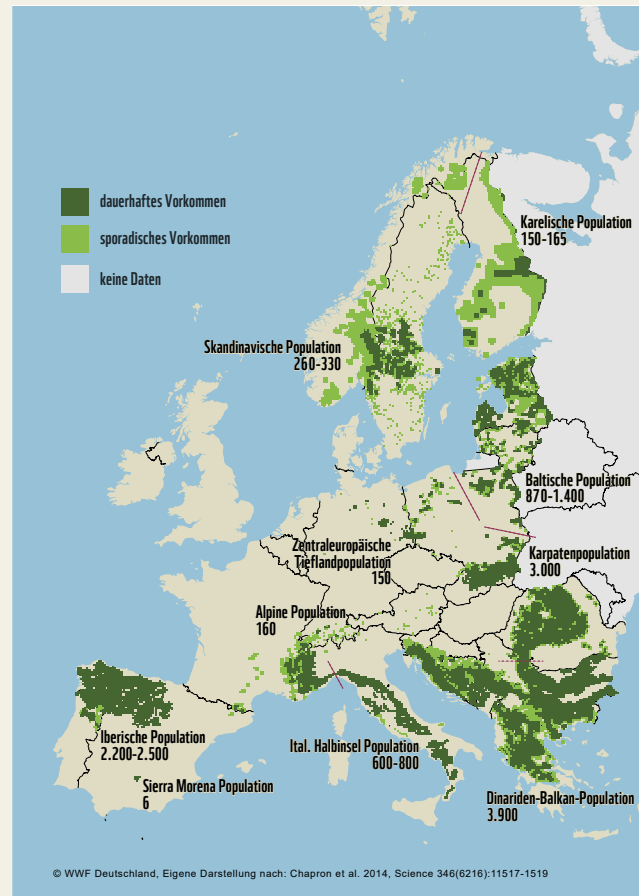 dauerhaftes Vorkommen
sporadisches Vorkommen
keine Daten
Karelische Population
150-165
Skandinavische Population
260-330
Baltische Population
870-1.400
Zentraleuropäische
Tieflandpopulation
150
Karpatenpopulation
3.000
Alpine Population
160
Iberische Population
2.200-2.500
Ital. Halbinsel Population
600-800
Sierra Morena Population
6
Dinariden-Balkan-Population
3.900
© WWF Deutschland, Eigene Darstellung nach: Chapron et al. 2014, Science 346(6216):11517-1519